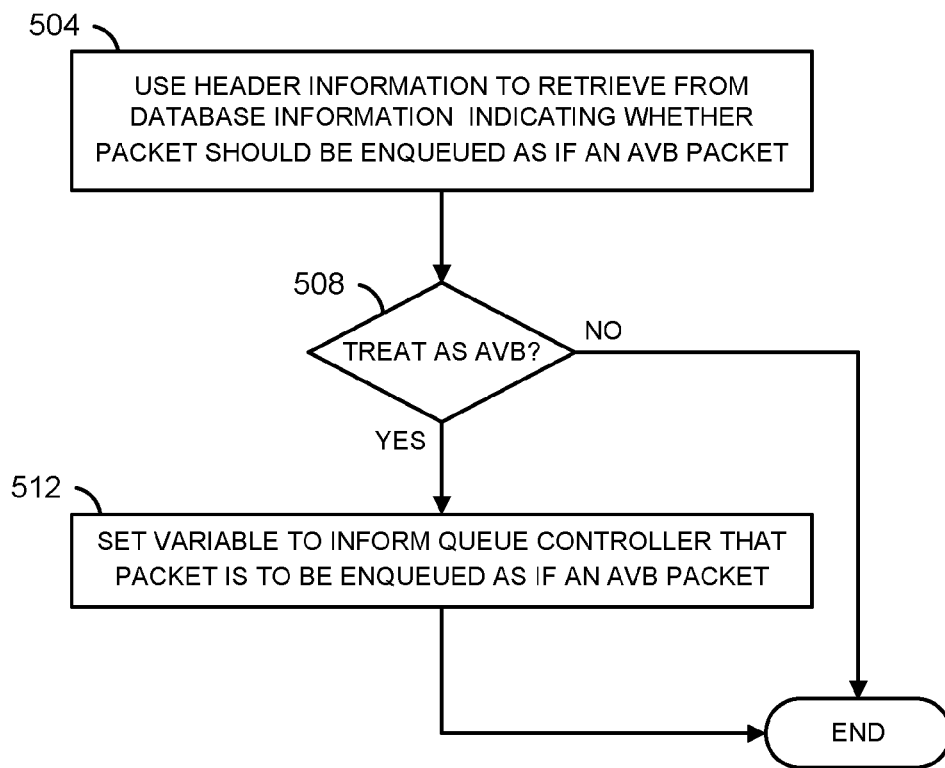 504
USE HEADER INFORMATION TO RETRIEVE FROM
DATABASE INFORMATION INDICATING WHETHER
PACKET SHOULD BE ENQUEUED AS IF AN AVB PACKET
508
TREAT AS AVB?
NO
YES
512
SET VARIABLE TO INFORM QUEUE CONTROLLER THAT
PACKET IS TO BE ENQUEUED AS IF AN AVB PACKET
END